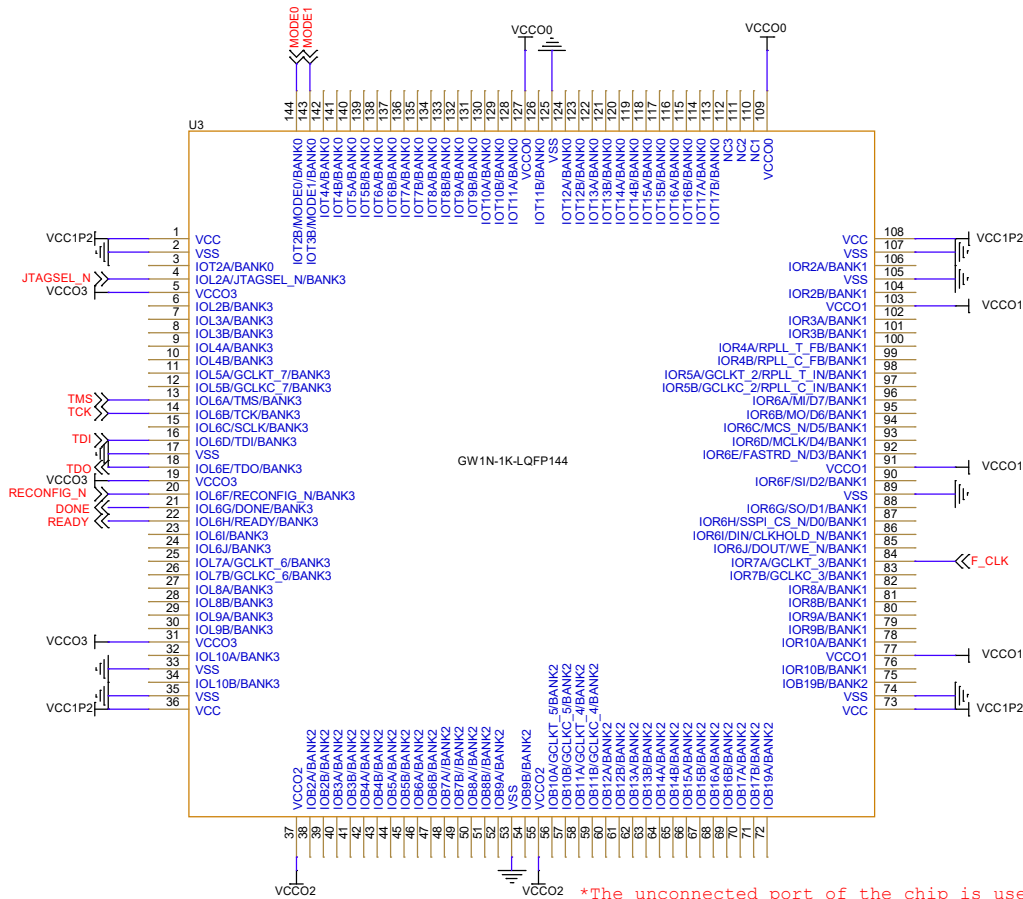 MODE0
MODE1
VCCO0
VCCO0
144
143
142
141
140
139
138
137
136
135
134
133
132
131
130
129
128
127
126
125
124
123
122
121
120
119
118
117
116
115
114
113
112
111
110
109
U3
IOT2B/MODE0/BANK0
IOT3B/MODE1/BANK0
IOT4A/BANK0
IOT4B/BANK0
IOT5A/BANK0
IOT5B/BANK0
IOT6A/BANK0
IOT6B/BANK0
IOT7A/BANK0
IOT7B/BANK0
IOT8A/BANK0
IOT8B/BANK0
IOT9A/BANK0
IOT9B/BANK0
IOT10A/BANK0
IOT10B/BANK0
IOT11A/BANK0
VCCO0
IOT11B/BANK0
VSS
IOT12A/BANK0
IOT12B/BANK0
IOT13A/BANK0
IOT13B/BANK0
IOT14A/BANK0
IOT14B/BANK0
IOT15A/BANK0
IOT15B/BANK0
IOT16A/BANK0
IOT16B/BANK0
IOT17A/BANK0
IOT17B/BANK0
NC3
NC2
NC1
VCCO0
VCC1P2 1 VCC
2 VSS
3 IOT2A/BANK0
JTAGSEL_N 4 IOL2A/JTAGSEL_N/BANK3
VCCO3 5 VCCO3
6 IOL2B/BANK3
7 IOL3A/BANK3
8 IOL3B/BANK3
9 IOL4A/BANK3
10 IOL4B/BANK3
11 IOL5A/GCLKT_7/BANK3
12 IOL5B/GCLKC_7/BANK3
TMS 13 IOL6A/TMS/BANK3
TCK 14 IOL6B/TCK/BANK3
15 IOL6C/SCLK/BANK3
TDI 16 IOL6D/TDI/BANK3
17 VSS
TDO 18 IOL6E/TDO/BANK3
VCCO3 19 VCCO3
RECONFIG_N 20 IOL6F/RECONFIG_N/BANK3
DONE 21 IOL6G/DONE/BANK3
READY 22 IOL6H/READY/BANK3
23 IOL6I/BANK3
24 IOL6J/BANK3
25 IOL7A/GCLKT_6/BANK3
26 IOL7B/GCLKC_6/BANK3
27 IOL8A/BANK3
28 IOL8B/BANK3
29 IOL9A/BANK3
30 IOL9B/BANK3
VCCO3 31 VCCO3
32 IOL10A/BANK3
33 VSS
34 IOL10B/BANK3
35 VSS
VCC1P2 36 VCC
GW1N-1K-LQFP144
VCC 108 VCC1P2
VSS 107
IOR2A/BANK1 106
VSS 105
IOR2B/BANK1 104
VCCO1 103 VCCO1
IOR3A/BANK1 102
IOR3B/BANK1 101
IOR4A/RPLL_T_FB/BANK1 100
IOR4B/RPLL_C_FB/BANK1 99
IOR5A/GCLKT_2/RPLL_T_IN/BANK1 98
IOR5B/GCLKC_2/RPLL_C_IN/BANK1 97
IOR6A/MI/D7/BANK1 96
IOR6B/MO/D6/BANK1 95
IOR6C/MCS_N/D5/BANK1 94
IOR6D/MCLK/D4/BANK1 93
IOR6E/FASTRD_N/D3/BANK1 92
VCCO1 91 VCCO1
IOR6F/SI/D2/BANK1 90
VSS 89
IOR6G/SO/D1/BANK1 88
IOR6H/SSPI_CS_N/D0/BANK1 87
IOR6I/DIN/CLKHOLD_N/BANK1 86
IOR6J/DOUT/WE_N/BANK1 85
IOR7A/GCLKT_3/BANK1 84 F_CLK
IOR7B/GCLKC_3/BANK1 83
IOR8A/BANK1 82
IOR8B/BANK1 81
IOR9A/BANK1 80
IOR9B/BANK1 79
IOR10A/BANK1 78
VCCO1 77 VCCO1
IOR10B/BANK1 76
IOB19B/BANK2 75
VSS 74
VCC 73 VCC1P2
VCCO2
IOB2A/BANK2
IOB2B/BANK2
IOB3A/BANK2
IOB3B/BANK2
IOB4A/BANK2
IOB4B/BANK2
IOB5A/BANK2
IOB5B/BANK2
IOB6A/BANK2
IOB6B/BANK2
IOB7A//BANK2
IOB7B//BANK2
IOB8A//BANK2
IOB8B//BANK2
IOB9A/BANK2
VSS
IOB9B/BANK2
VCCO2
IOB10A/GCLKT_5/BANK2
IOB10B/GCLKC_5/BANK2
IOB11A/GCLKT_4/BANK2
IOB11B/GCLKC_4/BANK2
IOB12A/BANK2
IOB12B/BANK2
IOB13A/BANK2
IOB13B/BANK2
IOB14A/BANK2
IOB14B/BANK2
IOB15A/BANK2
IOB15B/BANK2
IOB16A/BANK2
IOB16B/BANK2
IOB17A/BANK2
IOB17B/BANK2
IOB19A/BANK2
37
38
39
40
41
42
43
44
45
46
47
48
49
50
51
52
53
54
55
56
57
58
59
60
61
62
63
64
65
66
67
68
69
70
71
72
VCCO2
VCCO2
*The unconnected port of the chip is use